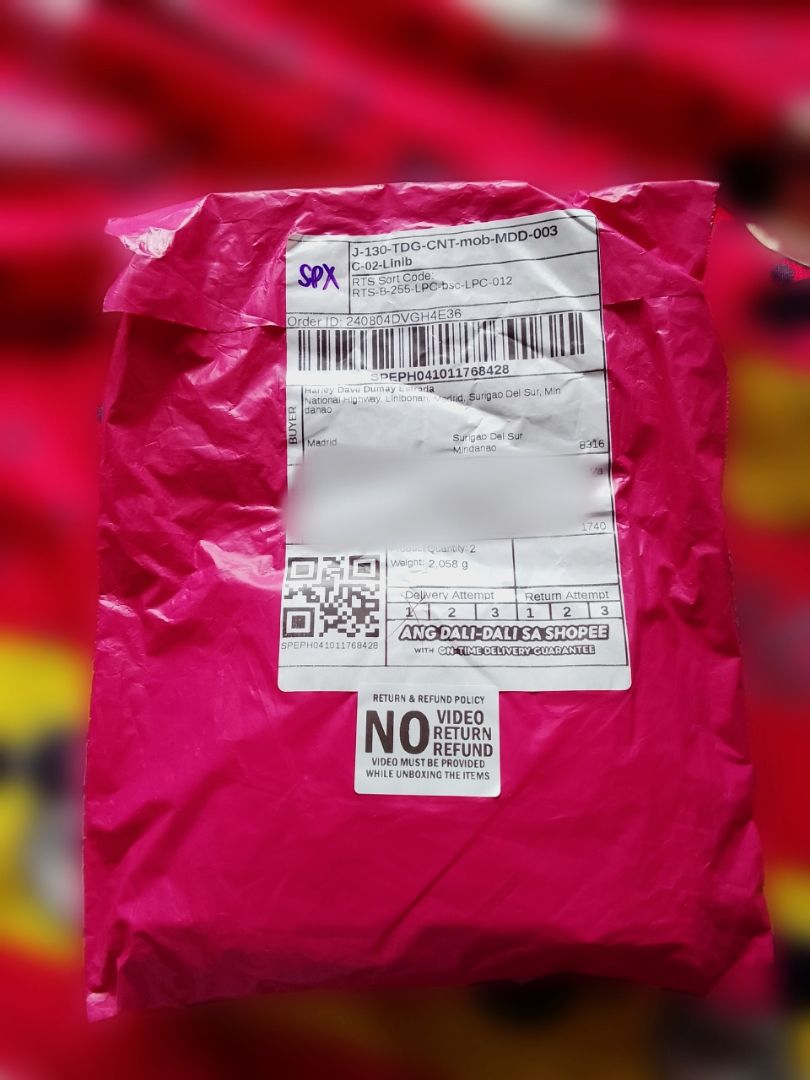 J-130-TDG-CNT-mob-MDD-003
C-02-Linib
SPX
RTS Sort Code:
RTS-B-255-LPC-bsc-LPC-012
Order ID: 240804DVGH4E36
SPEPH041011768428
BUYER
Harley Dave Dumay Estrada
National Highway, Linibonan, Madrid, Surigao Del Sur, Min
danao
Madrid Surigao Del Sur 8316
Mindanao
1740
Product Quantity: 2
Weight: 2,058 g
Delivery Attempt Return Attempt
1 2 3 1 2 3
SPEPH041011768428
ANG DALI-DALI SA SHOPEE
WITH ON-TIME DELIVERY GUARANTEE
RETURN & REFUND POLICY
NO VIDEO
RETURN
REFUND
VIDEO MUST BE PROVIDED
WHILE UNBOXING THE ITEMS